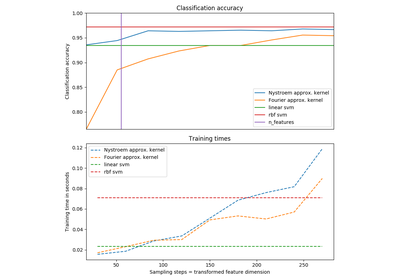 Classification accuracy
1.00
0.95
0.90
0.85
0.80
Classification accuracy
Nystroem approx. kernel
Fourier approx. kernel
linear svm
rbf svm
n_features
Training times
0.12
0.10
0.08
0.06
0.04
0.02
Training time in seconds
Nystroem approx. kernel
Fourier approx. kernel
linear svm
rbf svm
50
100
150
200
250
Sampling steps = transformed feature dimension